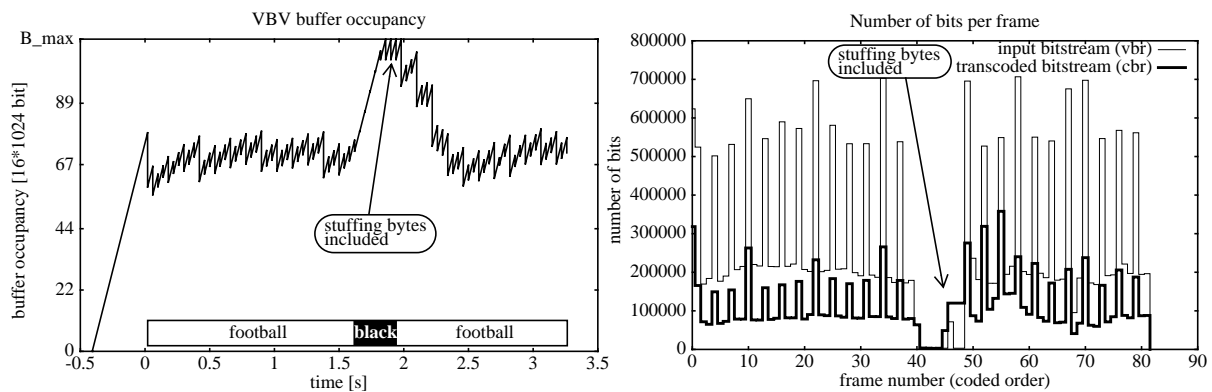 VBV buffer occupancy
B_max
89
67
44
22
0
buffer occupancy [16*1024 bit]
stuffing bytes
included
football
black
football
-0.5
0
0.5
1
1.5
2
2.5
3
3.5
time [s]
Number of bits per frame
800000
700000
600000
500000
400000
300000
200000
100000
0
number of bits
stuffing bytes
included
input bitstream (vbr)
transcoded bitstream (cbr)
0
10
20
30
40
50
60
70
80
90
frame number (coded order)